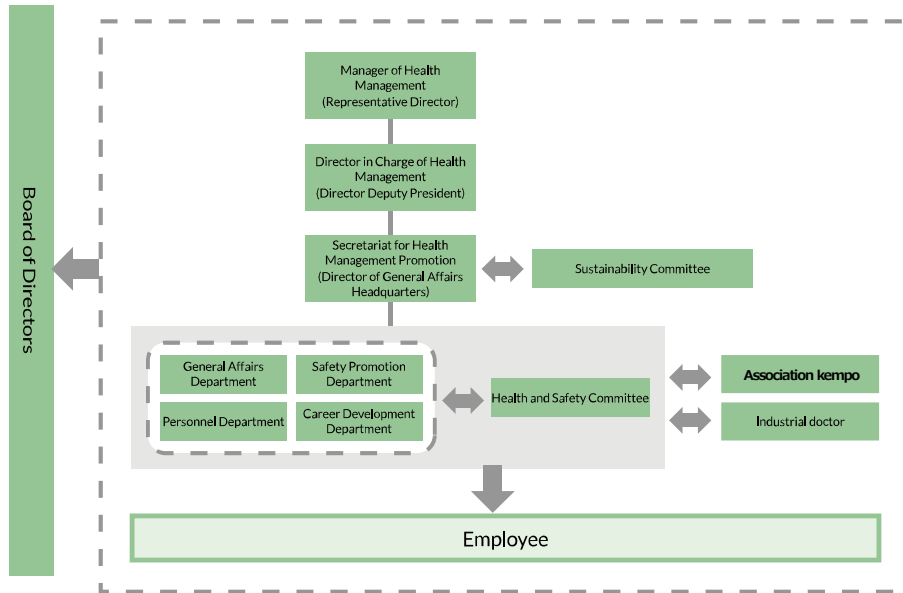 Board of Directors
Manager of Health
Management
(Representative Director)
Director in Charge of Health
Management
(Director Deputy President)
Secretariat for Health
Management Promotion
(Director of General Affairs
Headquarters)
Sustainability Committee
General Affairs
Department
Safety Promotion
Department
Personnel Department
Career Development
Department
Health and Safety Committee
Association kempo
Industrial doctor
Employee